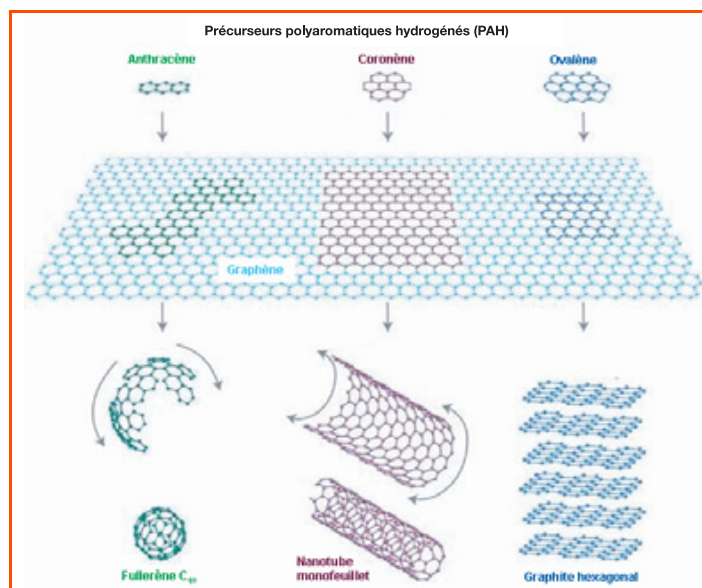 Précurseurs polyaromatiques hydrogénés (PAH)
Anthracène Coronène Ovalène
Graphène
Fullerène C₆₀
Nanotube
monofeuillet
Graphite hexagonal